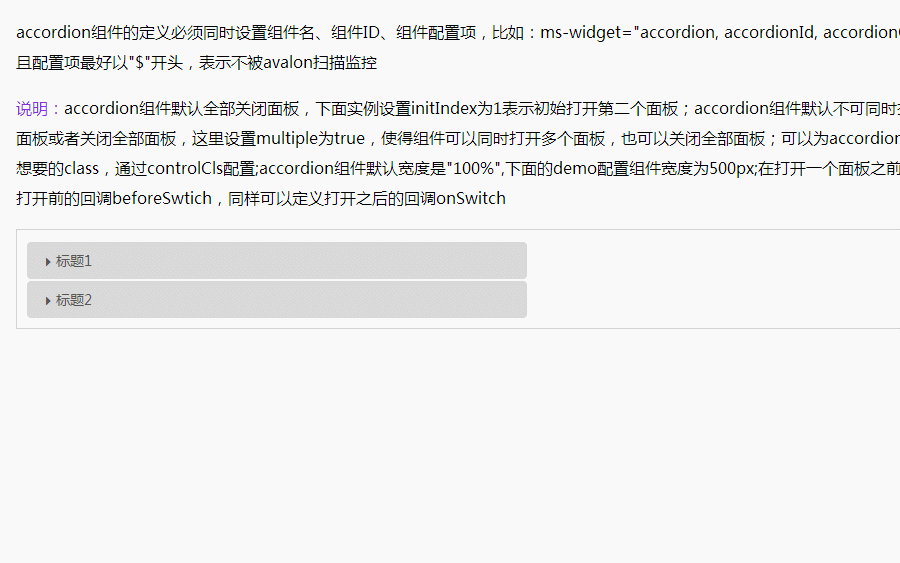 accordion组件的定义必须同时设置组件名、组件ID、组件配置项，比如：ms-widget="accordion, accordionId, accordion
且配置项最好以"$"开头，表示不被avalon扫描监控
说明：accordion组件默认全部关闭面板，下面实例设置initIndex为1表示初始打开第二个面板；accordion组件默认不可同时
面板或者关闭全部面板，这里设置multiple为true，使得组件可以同时打开多个面板，也可以关闭全部面板；可以为accordion
想要的class，通过controlCls配置;accordion组件默认宽度是"100%",下面的demo配置组件宽度为500px;在打开一个面板之前
打开前的回调beforeSwtich，同样可以定义打开之后的回调onSwitch
标题1
标题2